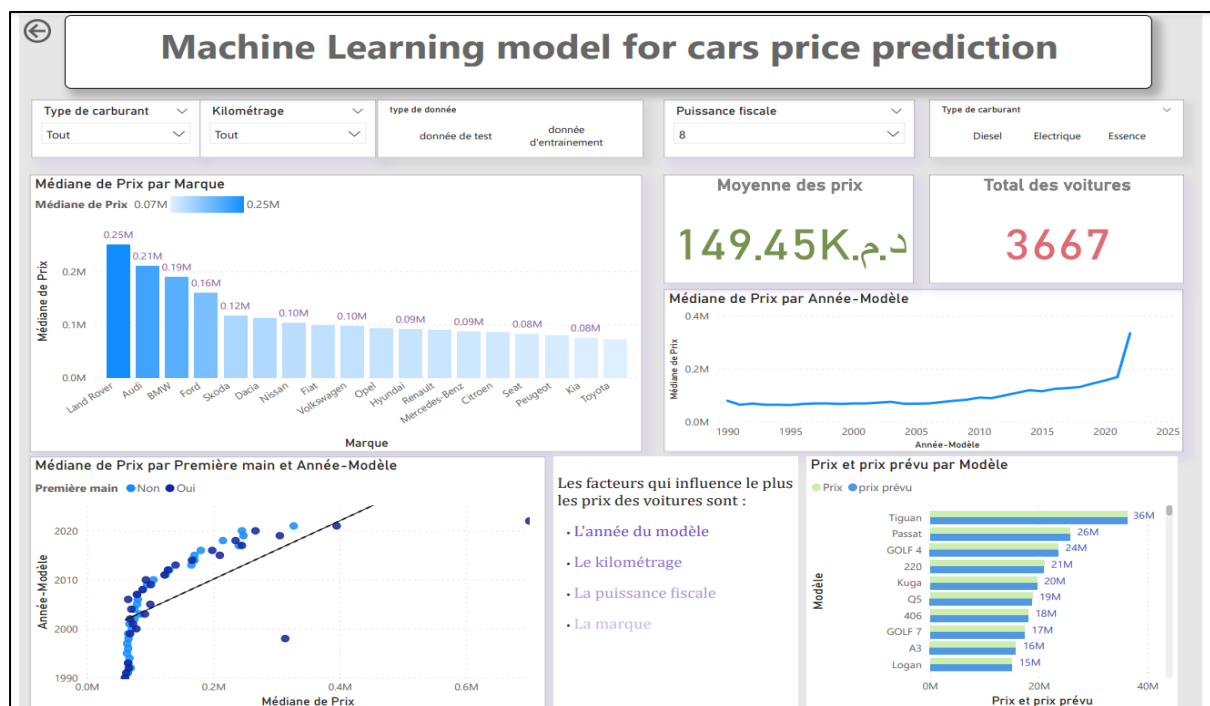 Machine Learning model for cars price prediction
Type de carburant
Tout
Kilométrage
Tout
type de donnée
donnée de test
donnée
d'entrainement
Puissance fiscale
8
Type de carburant
Diesel
Electrique
Essence
Médiane de Prix par Marque
Médiane de Prix 0.07M 0.25M
Médiane de Prix
0.2M
0.1M
0.0M
0.25M
0.21M
0.19M
0.16M
0.12M
0.10M
0.10M
0.09M
0.09M
0.08M
0.08M
Land Rover
Audi
BMW
Ford
Skoda
Dacia
Nissan
Fiat
Volkswagen
Opel
Hyundai
Renault
Mercedes-Benz
Citroen
Seat
Peugeot
Kia
Toyota
Marque
Moyenne des prix
149.45K د.م.
Total des voitures
3667
Médiane de Prix par Année-Modèle
Médiane de Prix
0.4M
0.2M
0.0M
1990 1995 2000 2005 2010 2015 2020 2025
Année-Modèle
Médiane de Prix par Première main et Année-Modèle
Première main Non Oui
Année-Modèle
2020
2010
2000
1990
0.0M 0.2M 0.4M 0.6M
Médiane de Prix
Les facteurs qui influence le plus
les prix des voitures sont :
• L'année du modèle
• Le kilométrage
• La puissance fiscale
• La marque
Prix et prix prévu par Modèle
Prix prix prévu
Modèle
Tiguan 36M
Passat 26M
GOLF 4 24M
220 21M
Kuga 20M
Q5 19M
406 18M
GOLF 7 17M
A3 16M
Logan 15M
0M 20M 40M
Prix et prix prévu